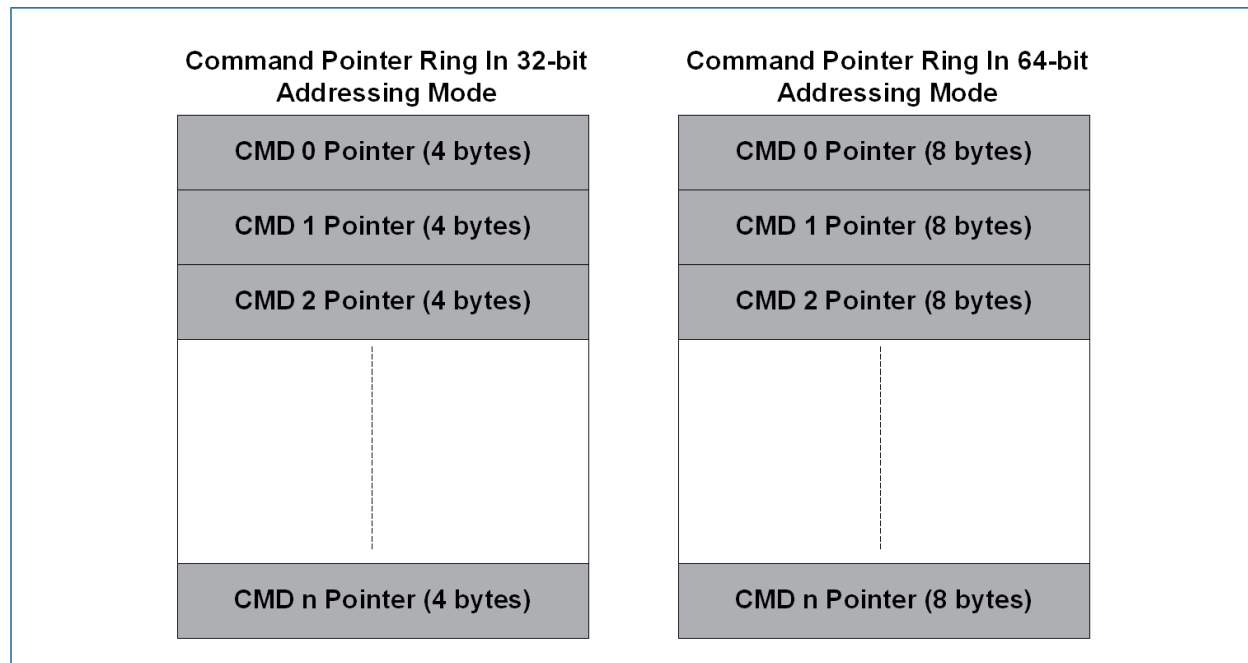 Command Pointer Ring In 32-bit
Addressing Mode
CMD 0 Pointer (4 bytes)
CMD 1 Pointer (4 bytes)
CMD 2 Pointer (4 bytes)
CMD n Pointer (4 bytes)
Command Pointer Ring In 64-bit
Addressing Mode
CMD 0 Pointer (8 bytes)
CMD 1 Pointer (8 bytes)
CMD 2 Pointer (8 bytes)
CMD n Pointer (8 bytes)